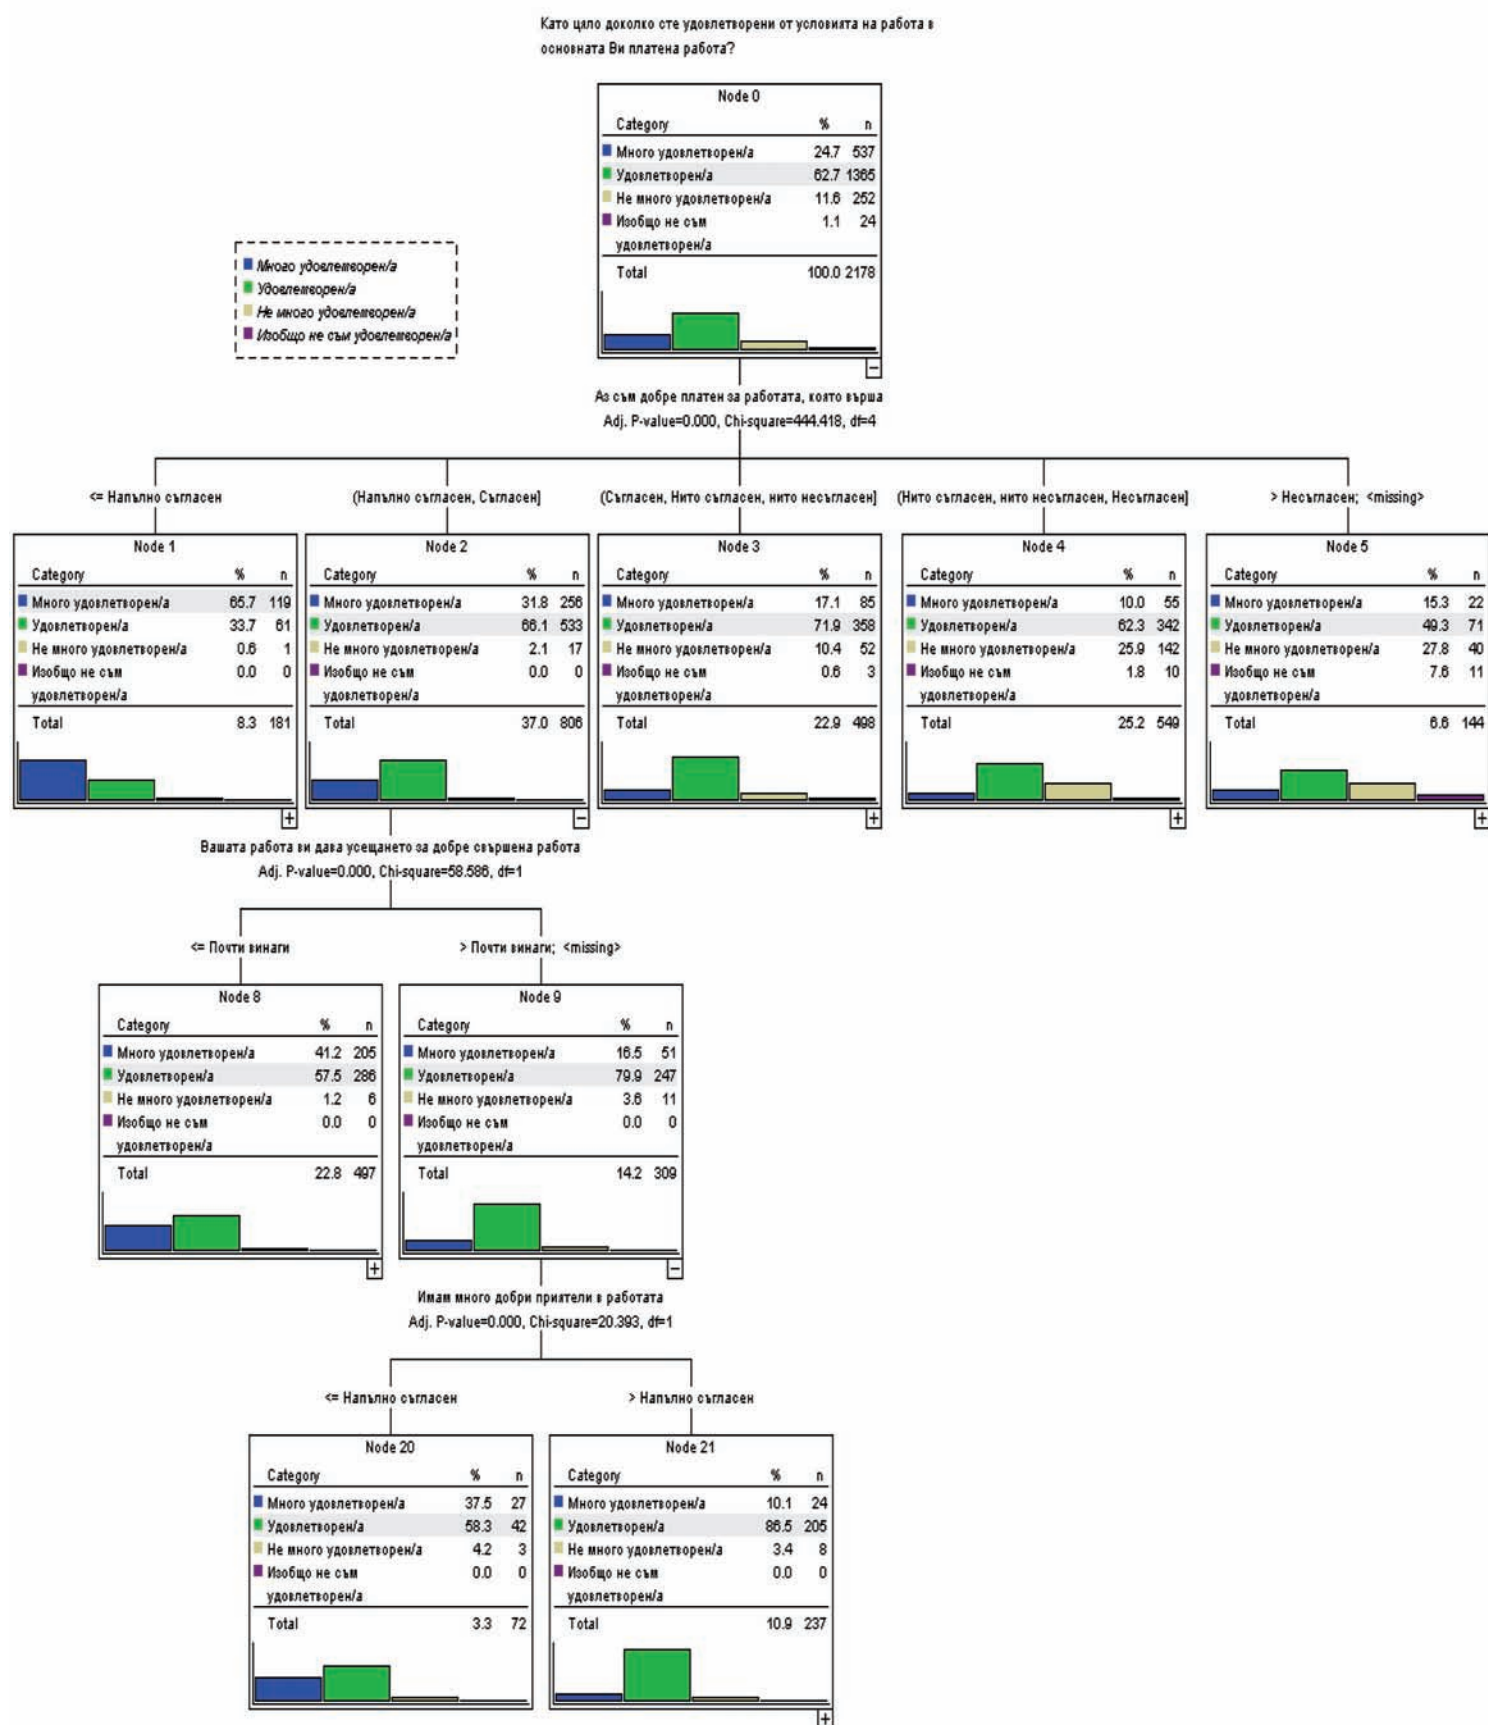 Като цяло доколко сте удовлетворени от условията на работа в
основната Ви платена работа?
Node 0
Category % n
Много удовлетворен/а 24.7 537
Удовлетворен/а 62.7 1365
Не много удовлетворен/а 11.6 252
Изобщо не съм 1.1 24
удовлетворен/а
Total 100.0 2178
Много удовлетворен/а
Удовлетворен/а
Не много удовлетворен/а
Изобщо не съм удовлетворен/а
Аз съм добре платен за работата, която върша
Adj. P-value=0.000, Chi-square=444.418, df=4
<= Напълно съгласен
(Напълно съгласен, Съгласен]
(Съгласен, Нито съгласен, нито несъгласен]
(Нито съгласен, нито несъгласен, Несъгласен]
> Несъгласен; <missing>
Node 1
Category % n
Много удовлетворен/а 65.7 119
Удовлетворен/а 33.7 61
Не много удовлетворен/а 0.6 1
Изобщо не съм 0.0 0
удовлетворен/а
Total 8.3 181
Node 2
Category % n
Много удовлетворен/а 31.8 256
Удовлетворен/а 66.1 533
Не много удовлетворен/а 2.1 17
Изобщо не съм 0.0 0
удовлетворен/а
Total 37.0 806
Node 3
Category % n
Много удовлетворен/а 17.1 85
Удовлетворен/а 71.9 358
Не много удовлетворен/а 10.4 52
Изобщо не съм 0.6 3
удовлетворен/а
Total 22.9 498
Node 4
Category % n
Много удовлетворен/а 10.0 55
Удовлетворен/а 62.3 342
Не много удовлетворен/а 25.9 142
Изобщо не съм 1.8 10
удовлетворен/а
Total 25.2 549
Node 5
Category % n
Много удовлетворен/а 15.3 22
Удовлетворен/а 49.3 71
Не много удовлетворен/а 27.8 40
Изобщо не съм 7.6 11
удовлетворен/а
Total 6.6 144
Вашата работа ви дава усещането за добре свършена работа
Adj. P-value=0.000, Chi-square=58.586, df=1
<= Почти винаги
> Почти винаги; <missing>
Node 8
Category % n
Много удовлетворен/а 41.2 205
Удовлетворен/а 57.5 286
Не много удовлетворен/а 1.2 6
Изобщо не съм 0.0 0
удовлетворен/а
Total 22.8 497
Node 9
Category % n
Много удовлетворен/а 16.5 51
Удовлетворен/а 79.9 247
Не много удовлетворен/а 3.6 11
Изобщо не съм 0.0 0
удовлетворен/а
Total 14.2 309
Имам много добри приятели в работата
Adj. P-value=0.000, Chi-square=20.393, df=1
<= Напълно съгласен
> Напълно съгласен
Node 20
Category % n
Много удовлетворен/а 37.5 27
Удовлетворен/а 58.3 42
Не много удовлетворен/а 4.2 3
Изобщо не съм 0.0 0
удовлетворен/а
Total 3.3 72
Node 21
Category % n
Много удовлетворен/а 10.1 24
Удовлетворен/а 86.5 205
Не много удовлетворен/а 3.4 8
Изобщо не съм 0.0 0
удовлетворен/а
Total 10.9 237